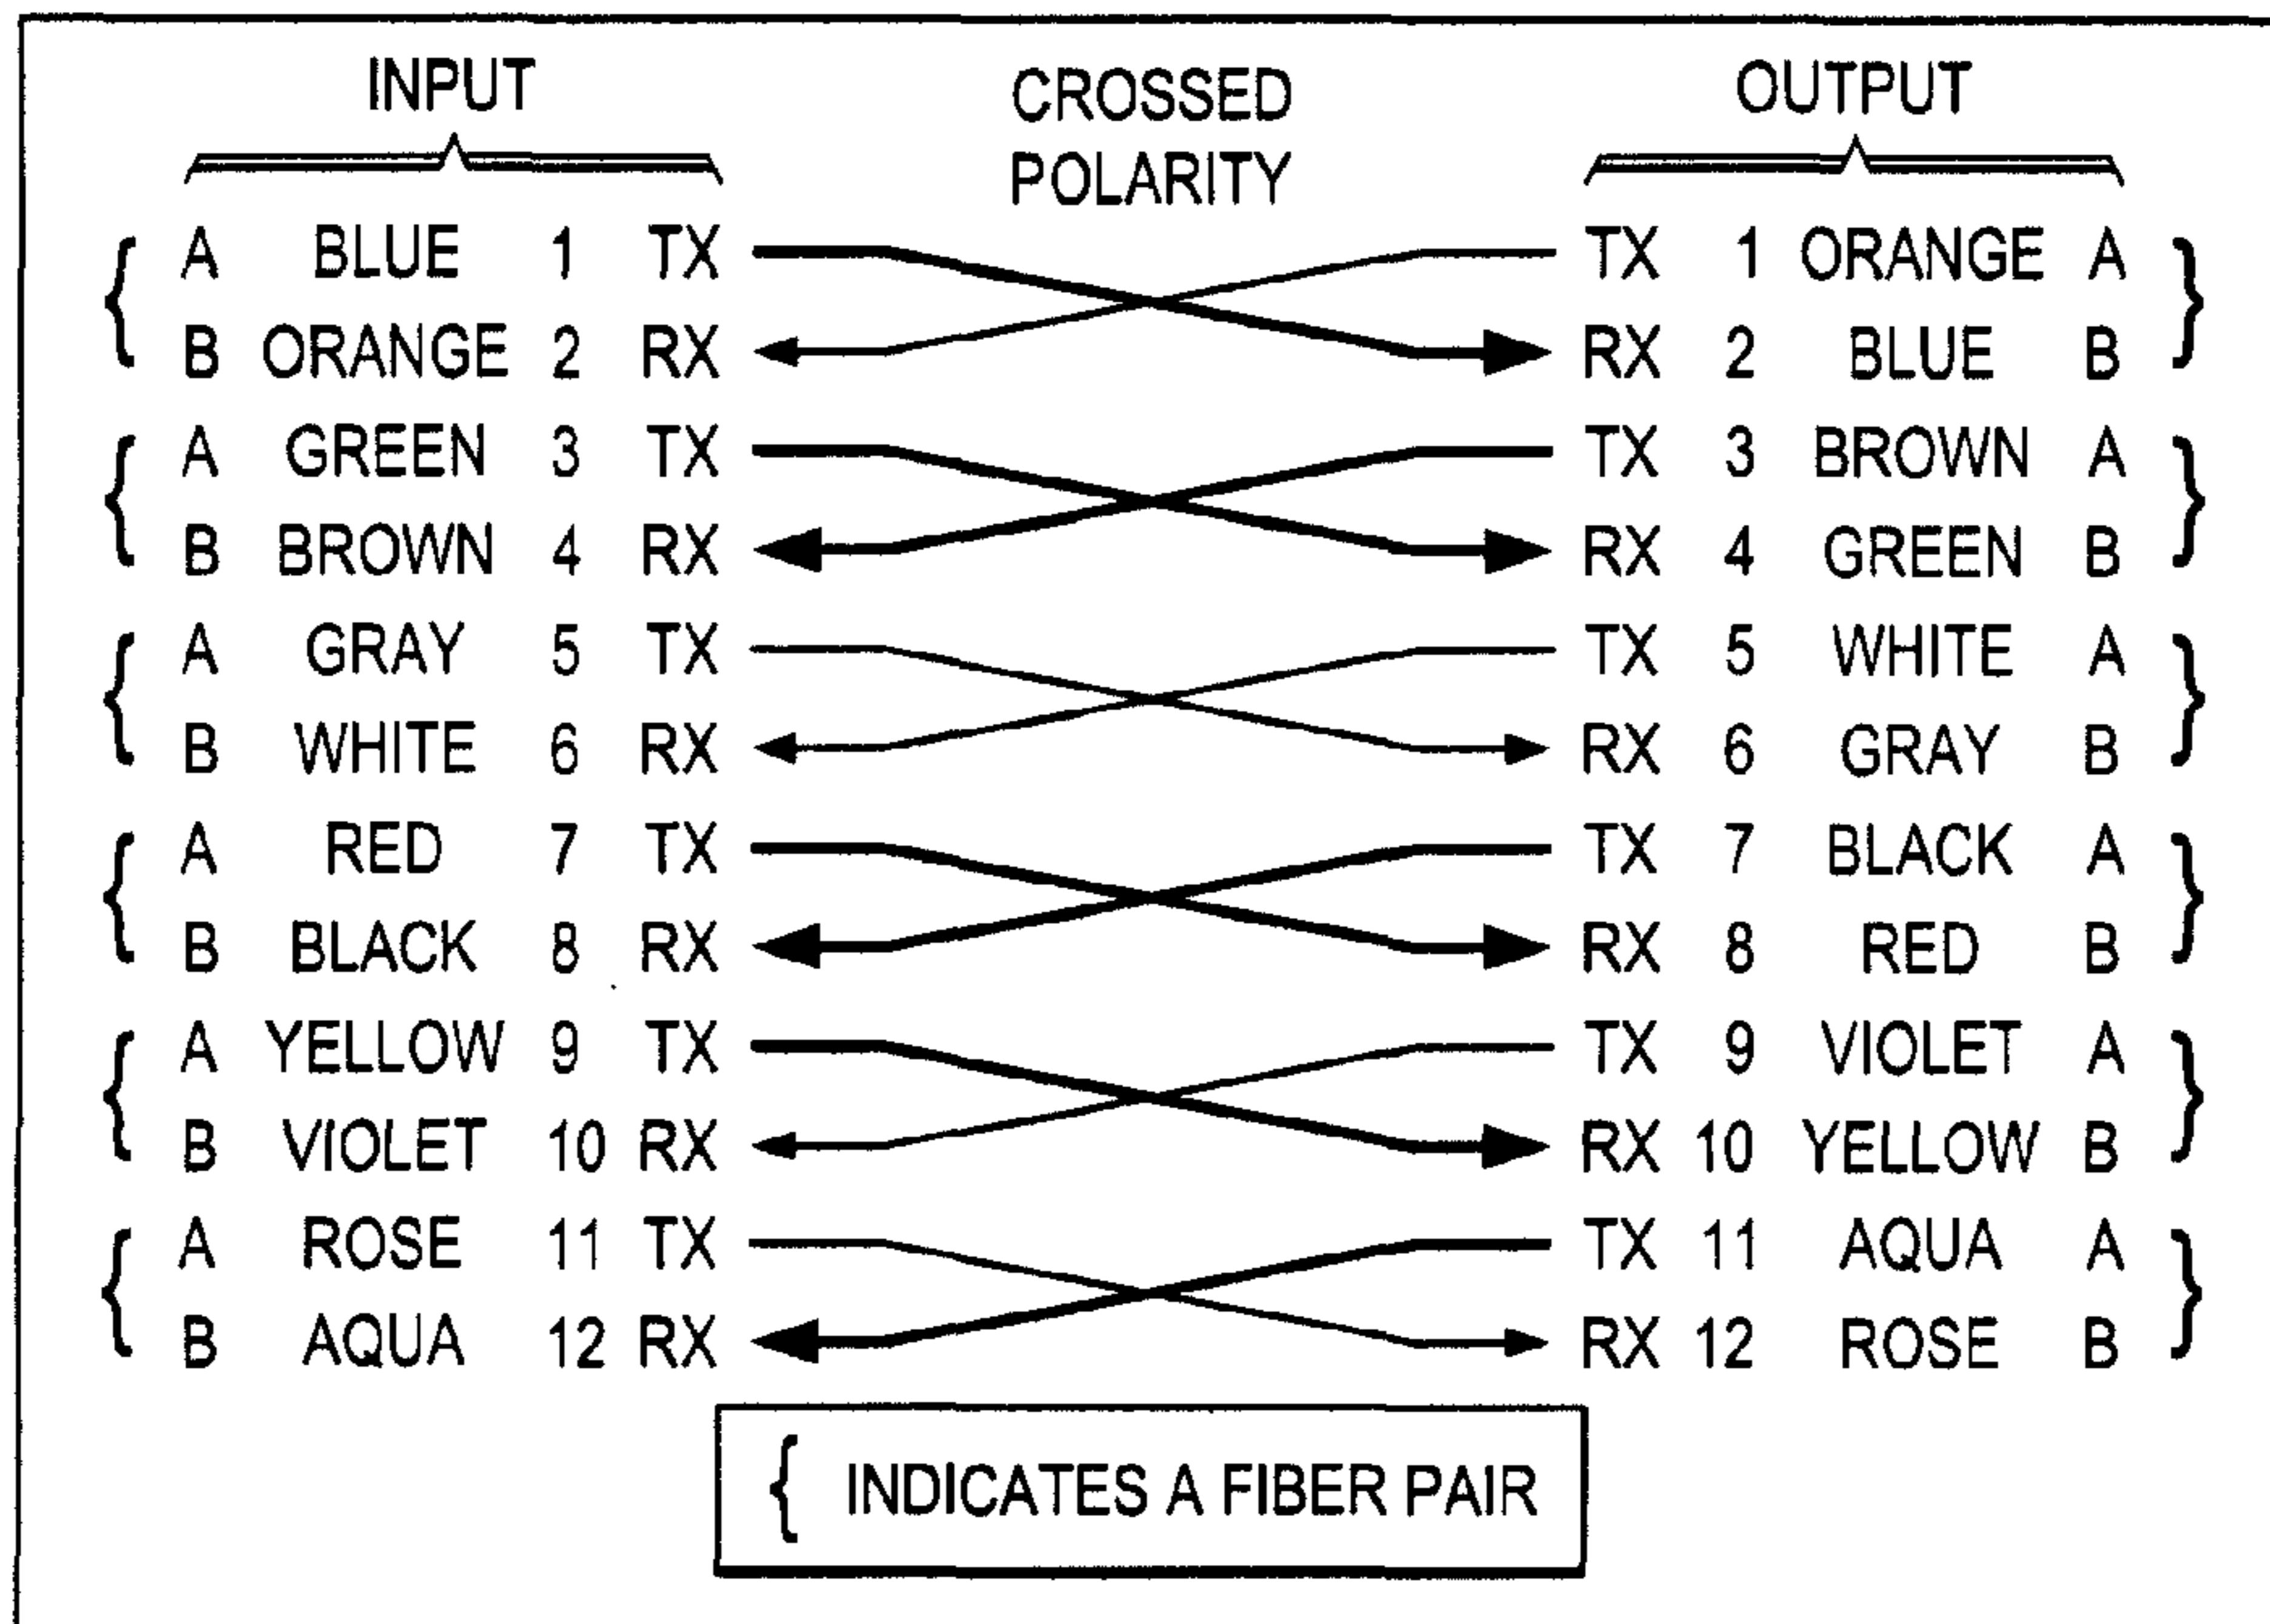 INPUT CROSSED POLARITY OUTPUT
A BLUE 1 TX TX 1 ORANGE A
B ORANGE 2 RX RX 2 BLUE B
A GREEN 3 TX TX 3 BROWN A
B BROWN 4 RX RX 4 GREEN B
A GRAY 5 TX TX 5 WHITE A
B WHITE 6 RX RX 6 GRAY B
A RED 7 TX TX 7 BLACK A
B BLACK 8 RX RX 8 RED B
A YELLOW 9 TX TX 9 VIOLET A
B VIOLET 10 RX RX 10 YELLOW B
A ROSE 11 TX TX 11 AQUA A
B AQUA 12 RX RX 12 ROSE B
{ INDICATES A FIBER PAIR